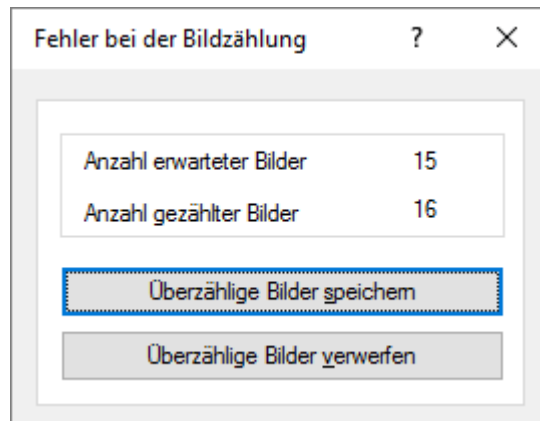 Fehler bei der Bildzählung ?
Anzahl erwarteter Bilder 15
Anzahl gezählter Bilder 16
Überzählige Bilder speichern
Überzählige Bilder verwerfen